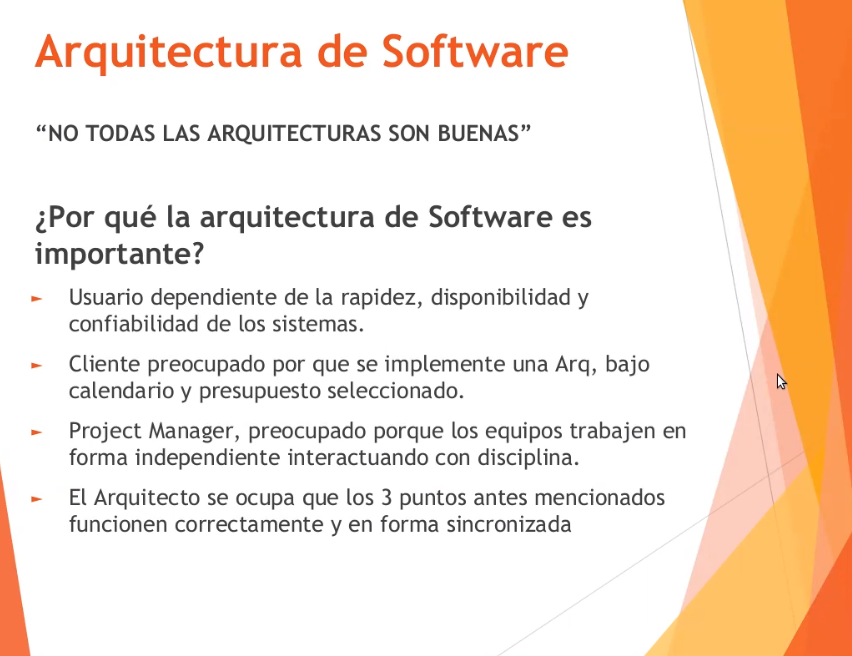 Arquitectura de Software
“NO TODAS LAS ARQUITECTURAS SON BUENAS”
¿Por qué la arquitectura de Software es
importante?
► Usuario dependiente de la rapidez, disponibilidad y
confiabilidad de los sistemas.
► Cliente preocupado por que se implemente una Arq, bajo
calendario y presupuesto seleccionado.
► Project Manager, preocupado porque los equipos trabajen en
forma independiente interactuando con disciplina.
► El Arquitecto se ocupa que los 3 puntos antes mencionados
funcionen correctamente y en forma sincronizada